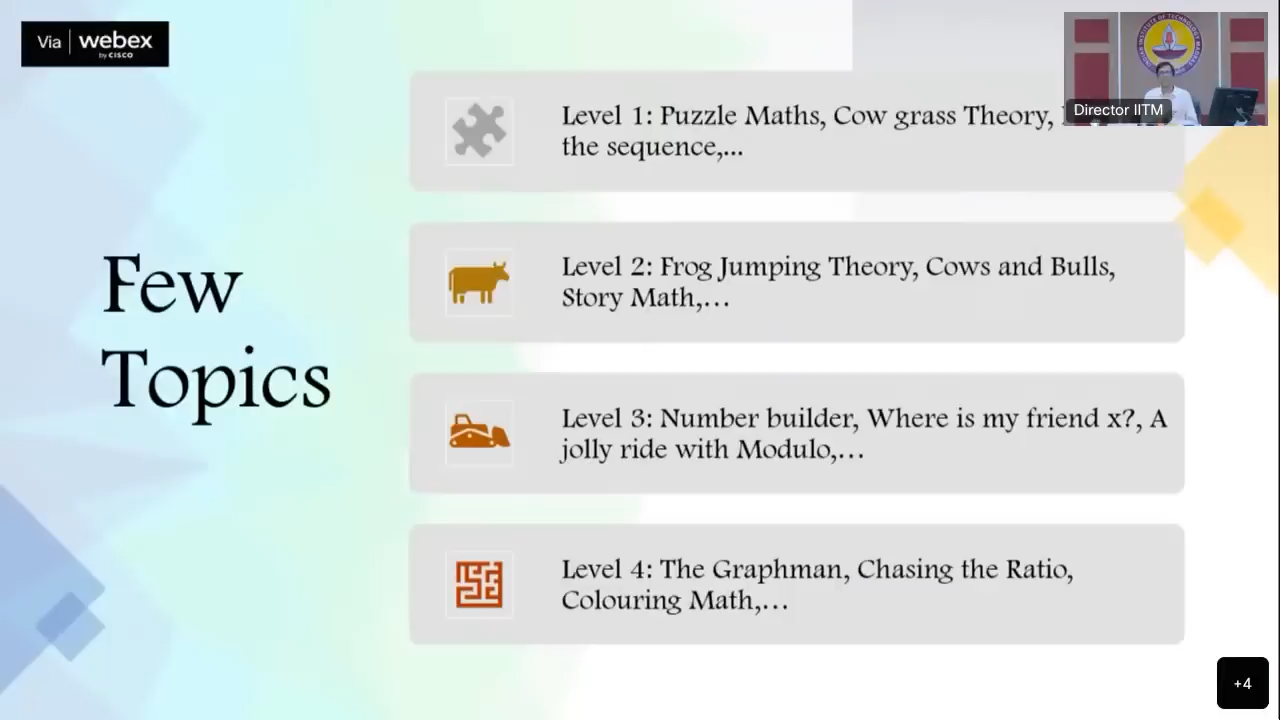 Via webex
by CISCO
Director IITM
Level 1: Puzzle Maths, Cow grass Theory,
the sequence,...
Few
Topics
Level 2: Frog Jumping Theory, Cows and Bulls,
Story Math,...
Level 3: Number builder, Where is my friend x?, A
jolly ride with Modulo,...
Level 4: The Graphman, Chasing the Ratio,
Colouring Math,...
+4